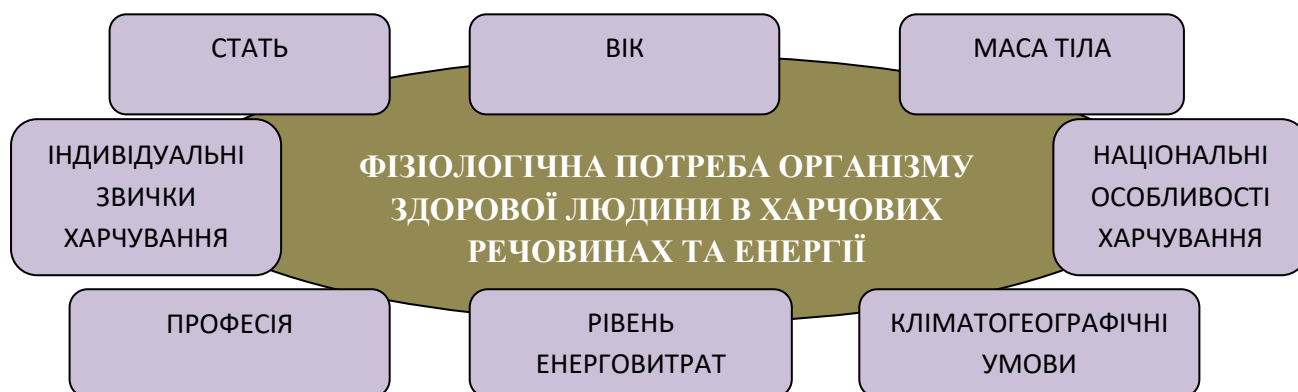 СТАТЬ
ВІК
МАСА ТІЛА
ІНДИВІДУАЛЬНІ
ЗВИЧКИ
ХАРЧУВАННЯ
ФІЗІОЛОГІЧНА ПОТРЕБА ОРГАНІЗМУ
ЗДОРОВОЇ ЛЮДИНИ В ХАРЧОВИХ
РЕЧОВИНАХ ТА ЕНЕРГІЇ
НАЦІОНАЛЬНІ
ОСОБЛИВОСТІ
ХАРЧУВАННЯ
ПРОФЕСІЯ
РІВЕНЬ
ЕНЕРГОВИТРАТ
КЛІМАТОГЕОГРАФІЧНІ
УМОВИ